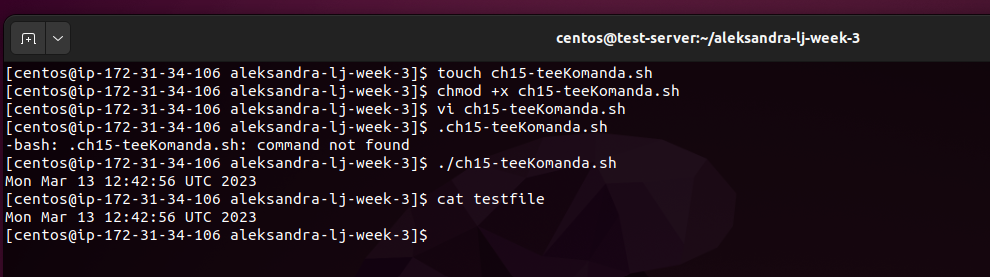 centos@test-server:~/aleksandra-lj-week-3
[centos@ip-172-31-34-106 aleksandra-lj-week-3]$ touch ch15-teeKomanda.sh
[centos@ip-172-31-34-106 aleksandra-lj-week-3]$ chmod +x ch15-teeKomanda.sh
[centos@ip-172-31-34-106 aleksandra-lj-week-3]$ vi ch15-teeKomanda.sh
[centos@ip-172-31-34-106 aleksandra-lj-week-3]$ .ch15-teeKomanda.sh
-bash: .ch15-teeKomanda.sh: command not found
[centos@ip-172-31-34-106 aleksandra-lj-week-3]$ ./ch15-teeKomanda.sh
Mon Mar 13 12:42:56 UTC 2023
[centos@ip-172-31-34-106 aleksandra-lj-week-3]$ cat testfile
Mon Mar 13 12:42:56 UTC 2023
[centos@ip-172-31-34-106 aleksandra-lj-week-3]$